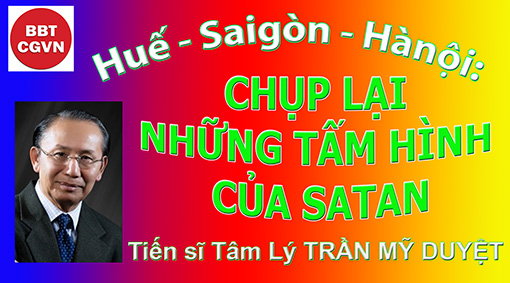 BBT
CGVN
Huế - Saigòn - Hànội:
CHỤP LẠI
NHỮNG TẤM HÌNH
CỦA SATAN
Tiến sĩ Tâm Lý TRẦN MỸ DUYỆT